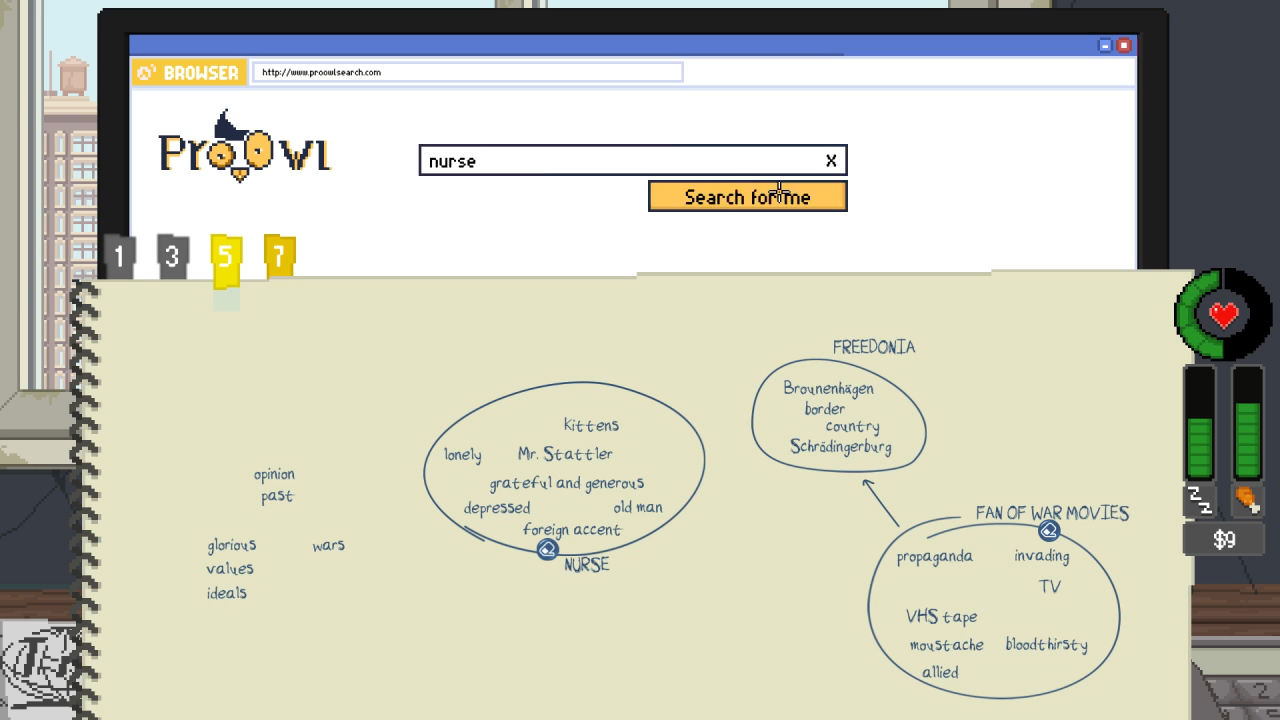 BROWSER
http://www.proowlsearch.com
PrOOwl
nurse X
Search for me
1 3 5 7
FREEDONIA
Brounenhägen
border
country
Schrödingerburg
Kittens
lonely Mr. Stattler
grateful and generous
depressed old man
foreign accent
NURSE
opinion
past
glorious wars
values
ideals
FAN OF WAR MOVIES
propaganda invading
TV
VHS tape
moustache bloodthirsty
allied
$9